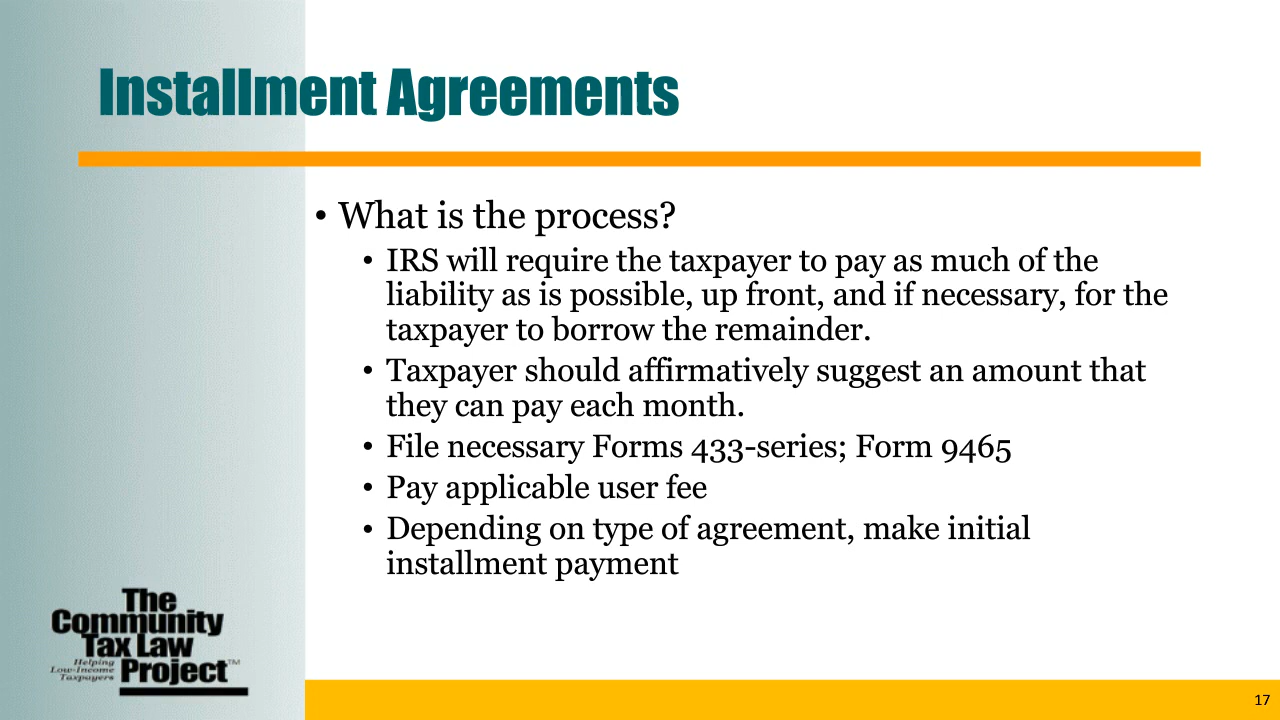 Installment Agreements
• What is the process?
• IRS will require the taxpayer to pay as much of the
liability as is possible, up front, and if necessary, for the
taxpayer to borrow the remainder.
• Taxpayer should affirmatively suggest an amount that
they can pay each month.
• File necessary Forms 433-series; Form 9465
• Pay applicable user fee
• Depending on type of agreement, make initial
installment payment
The
Community
Tax Law
Helping
Low-Income
Taxpayers
Project™
17